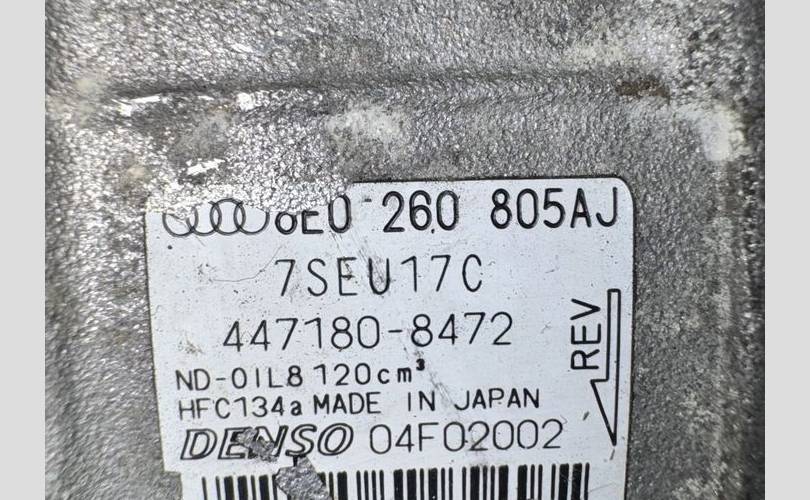 8E0 260 805AJ
7SEU17C
447180-8472
REV
ND-OIL8 120cm³
HFC134a MADE IN JAPAN
DENSO 04F02002